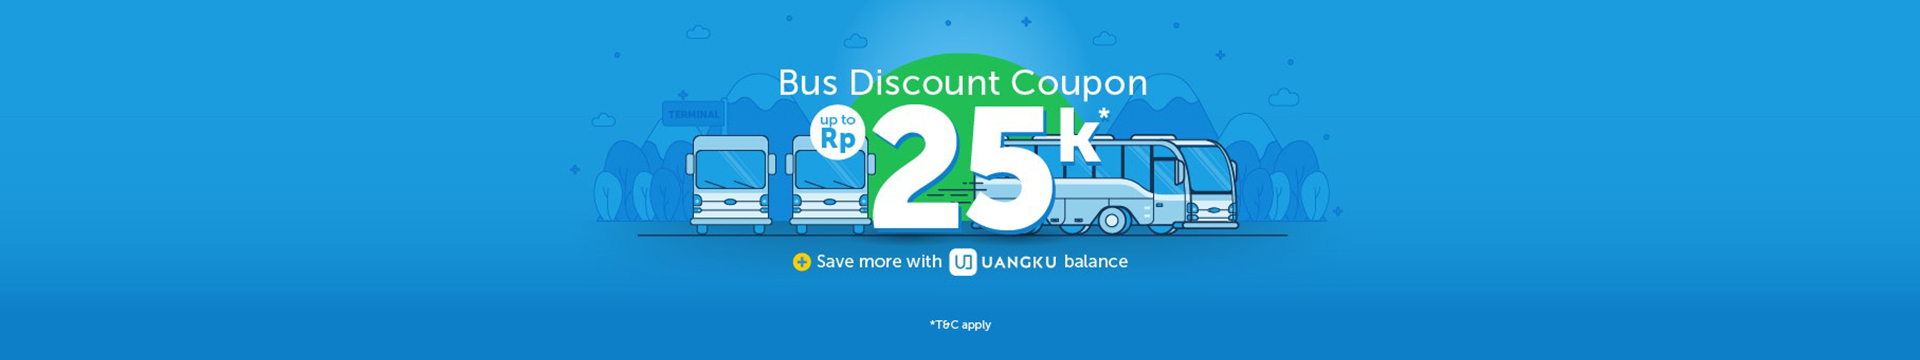 Bus Discount Coupon
TERMINAL
up to
Rp
25k*
Save more with UANGKU balance
*T&C apply